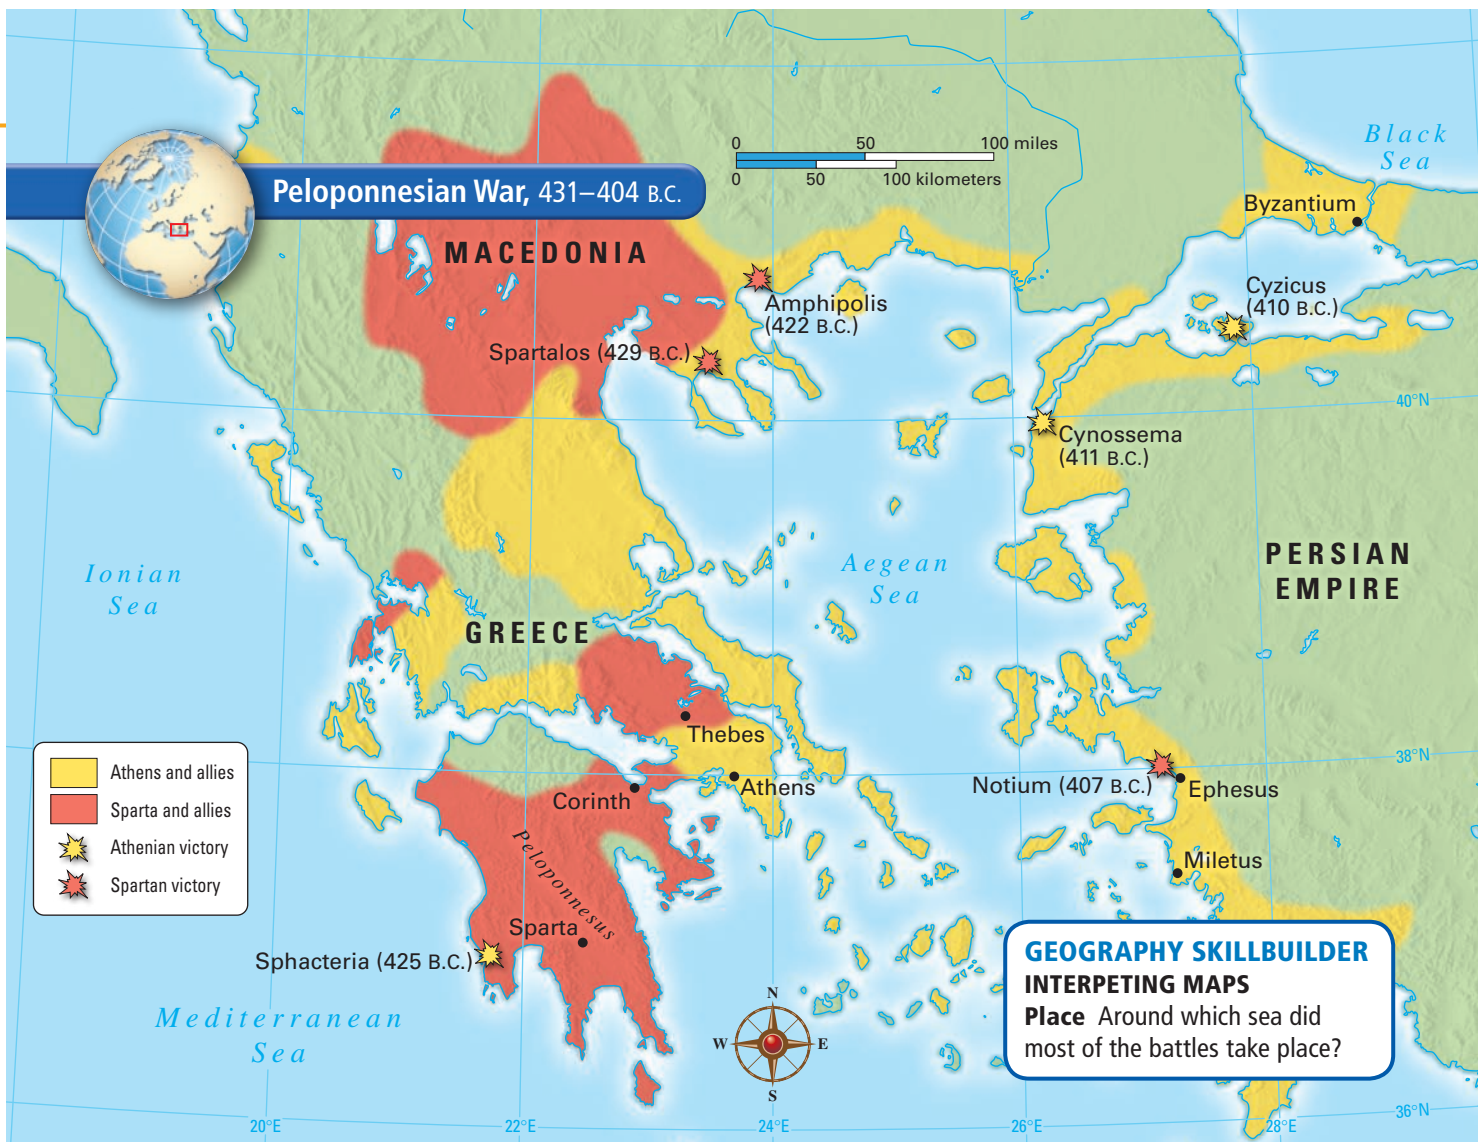 Peloponnesian War, 431–404 B.C.
0 50 100 miles
0 50 100 kilometers
Black
Sea
Byzantium
MACEDONIA
Cyzicus
(410 B.C.)
Amphipolis
(422 B.C.)
Spartalos (429 B.C.)
40°N
Cynossema
(411 B.C.)
Ionian
Sea
Aegean
Sea
PERSIAN
EMPIRE
GREECE
Thebes
38°N
Athens and allies
Sparta and allies
Athenian victory
Spartan victory
Corinth
Athens
Notium (407 B.C.)
Ephesus
Peloponnesus
Miletus
Sparta
Sphacteria (425 B.C.)
Mediterranean
Sea
N
W
E
S
GEOGRAPHY SKILLBUILDER
INTERPETING MAPS
Place Around which sea did
most of the battles take place?
36°N
20°E 22°E 24°E 26°E 28°E